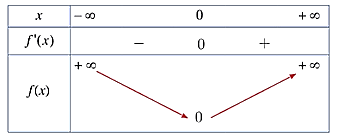 x −∞ 0 +∞
f'(x) − 0 +
+∞ +∞
f(x)
0